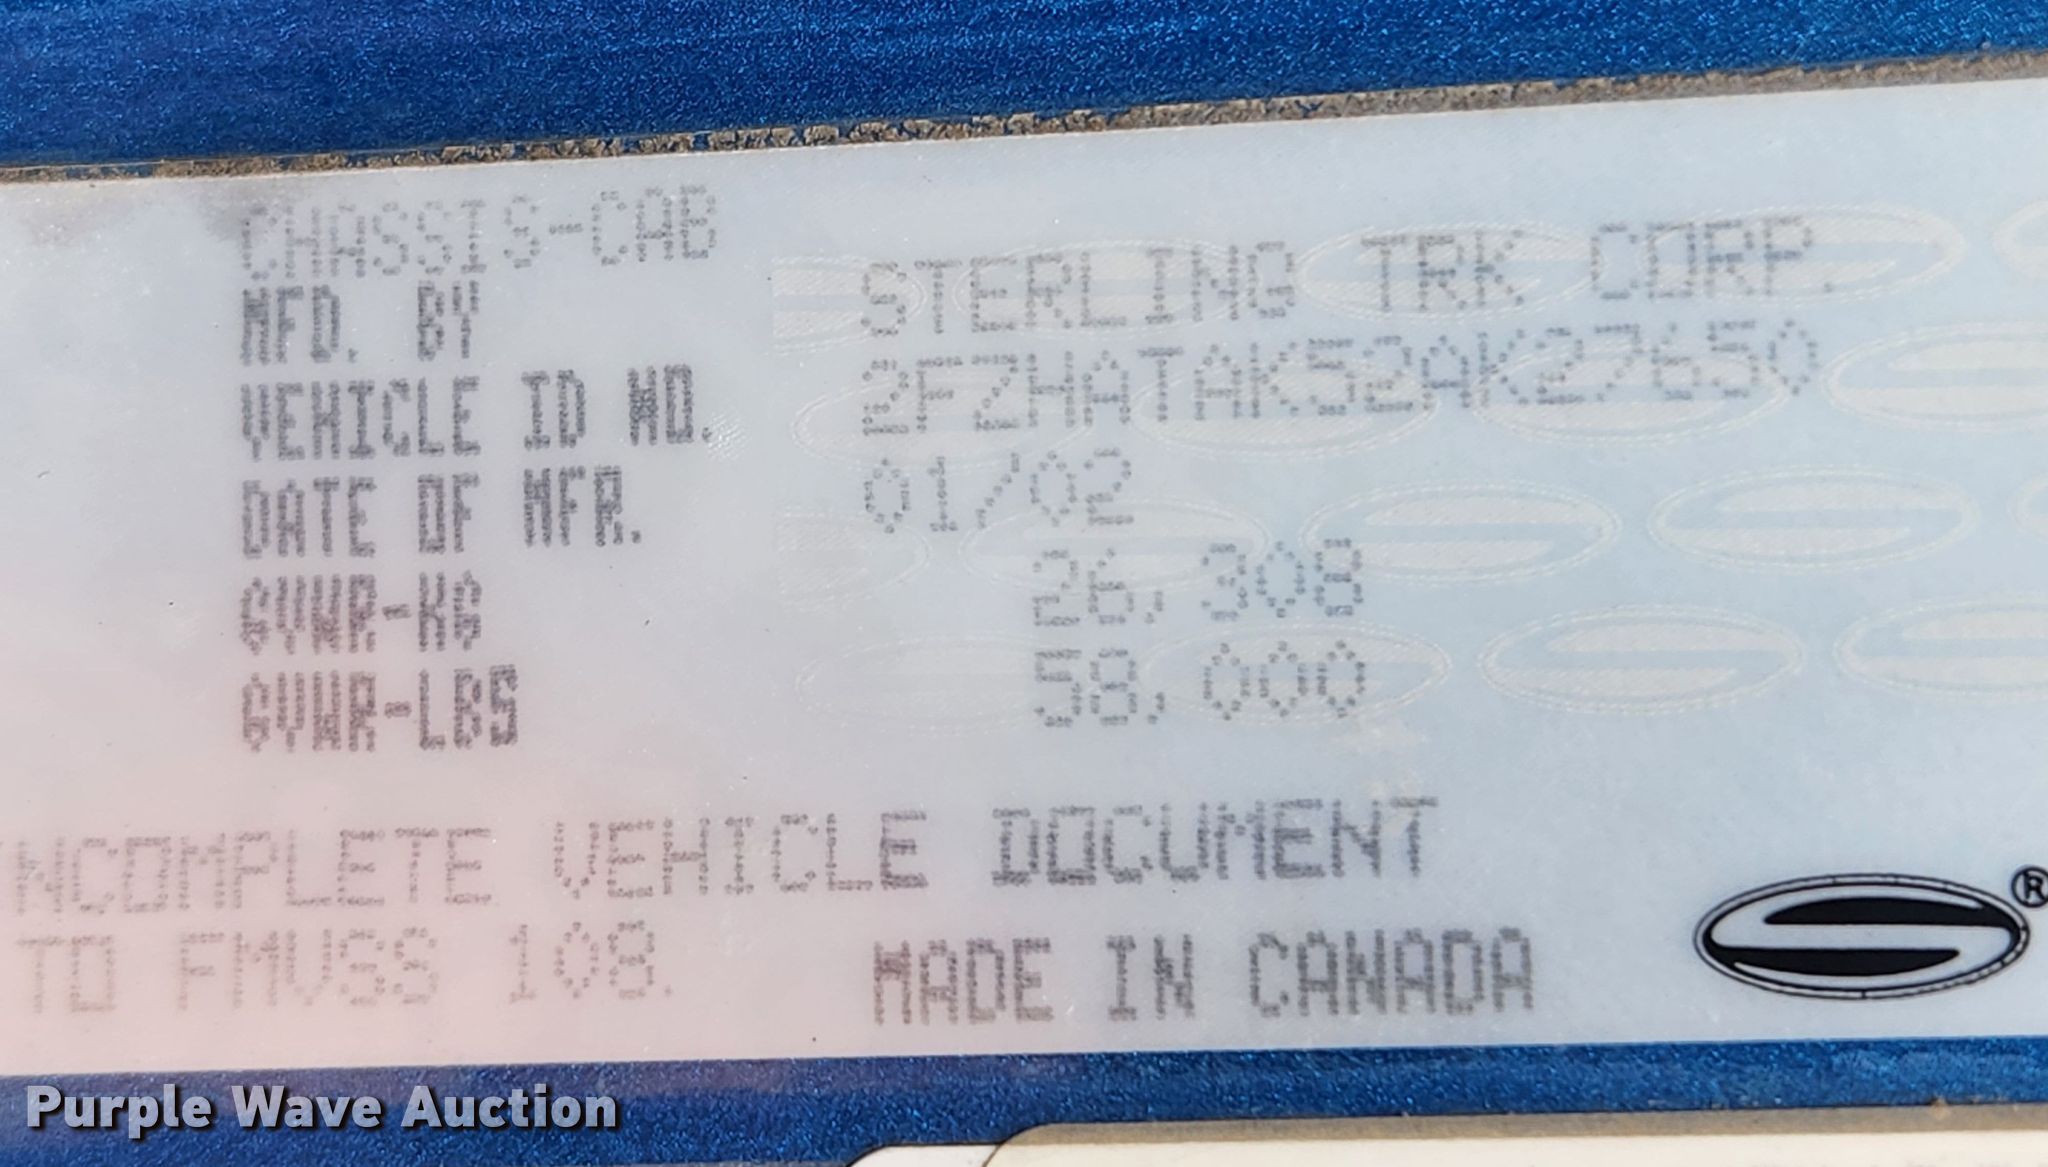 CHASSIS-CAB
MFD. BY STERLING TRK CORP.
VEHICLE ID NO. 2FZHATAK52AK27650
DATE OF MFR. 01/02
GVWR-KG 26,308
GVWR-LBS 58,000
INCOMPLETE VEHICLE DOCUMENT
TO FMVSS 108.
MADE IN CANADA
®
Purple Wave Auction